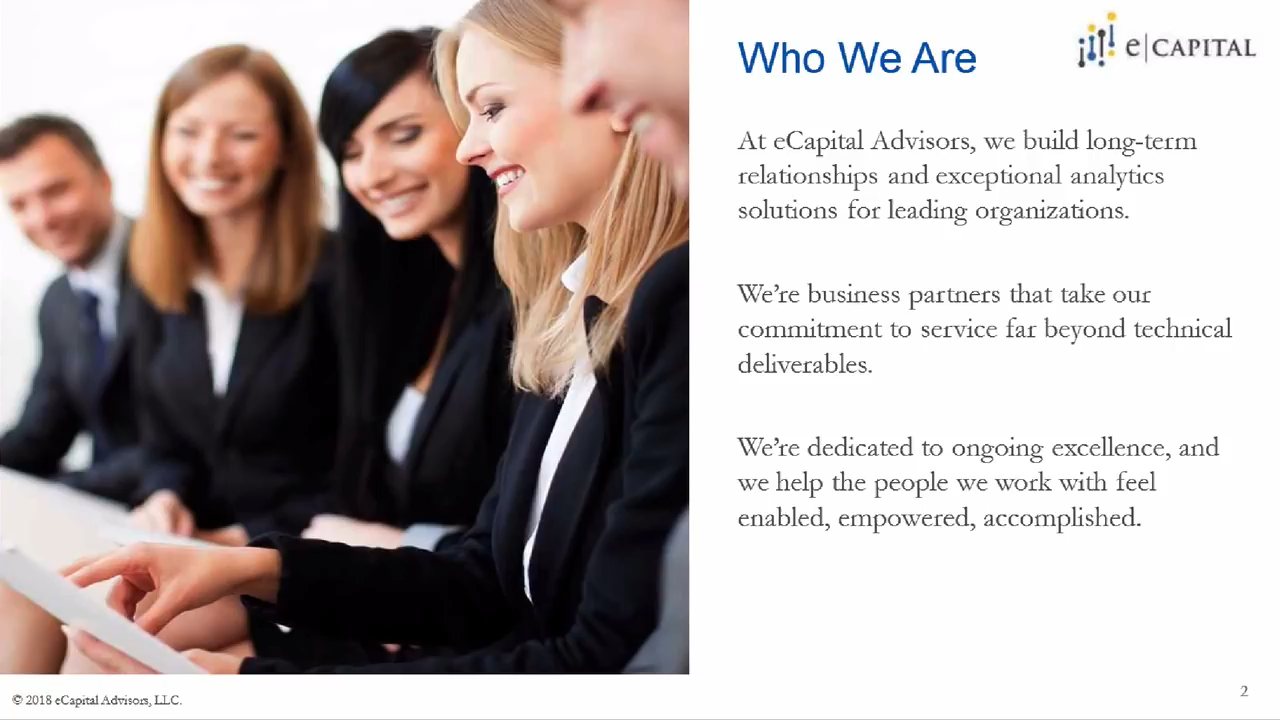 Who We Are
e|CAPITAL
At eCapital Advisors, we build long-term
relationships and exceptional analytics
solutions for leading organizations.
We're business partners that take our
commitment to service far beyond technical
deliverables.
We're dedicated to ongoing excellence, and
we help the people we work with feel
enabled, empowered, accomplished.
© 2018 eCapital Advisors, LLC.
2